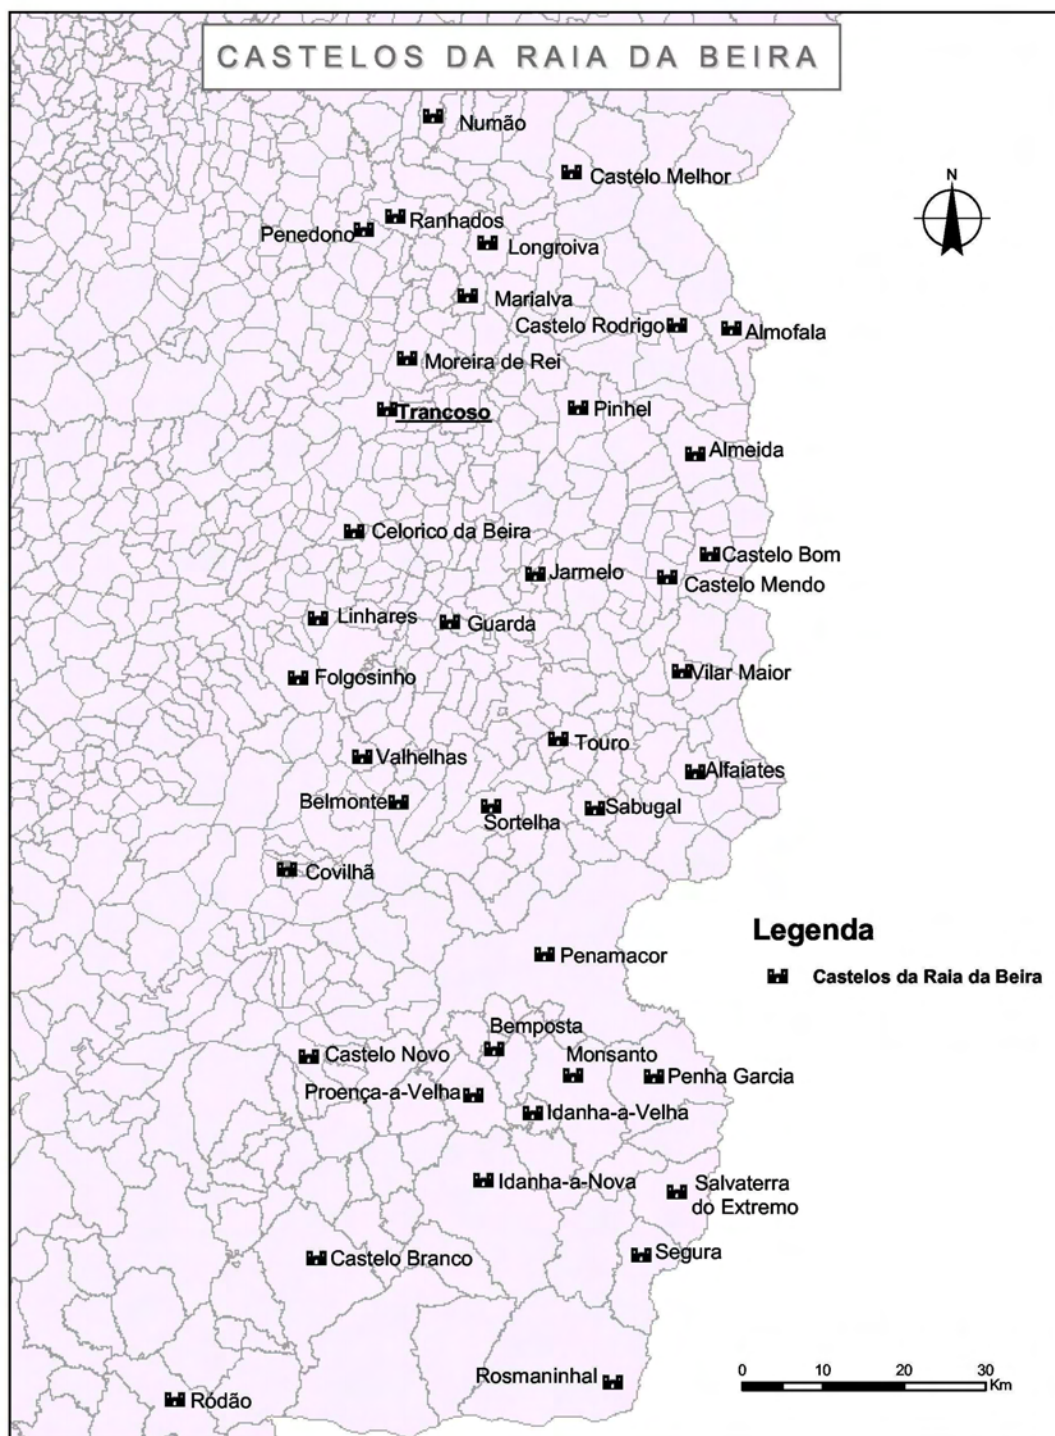 CASTELOS DA RAIA DA BEIRA
Numão
Castelo Melhor
N
Ranhados
Penedono
Longroiva
Marialva
Castelo Rodrigo
Almofala
Moreira de Rei
Trancoso
Pinhel
Almeida
Celorico da Beira
Castelo Bom
Jarmelo
Castelo Mendo
Linhares
Guarda
Vilar Maior
Folgosinho
Touro
Valhelhas
Alfaiates
Belmonte
Sabugal
Sortelha
Covilhã
Legenda
Penamacor
Castelos da Raia da Beira
Bemposta
Castelo Novo
Monsanto
Penha Garcia
Proença-a-Velha
Idanha-a-Velha
Idanha-a-Nova
Salvaterra
do Extremo
Segura
Castelo Branco
Rosmaninhal
0 10 20 30
Km
Ródão